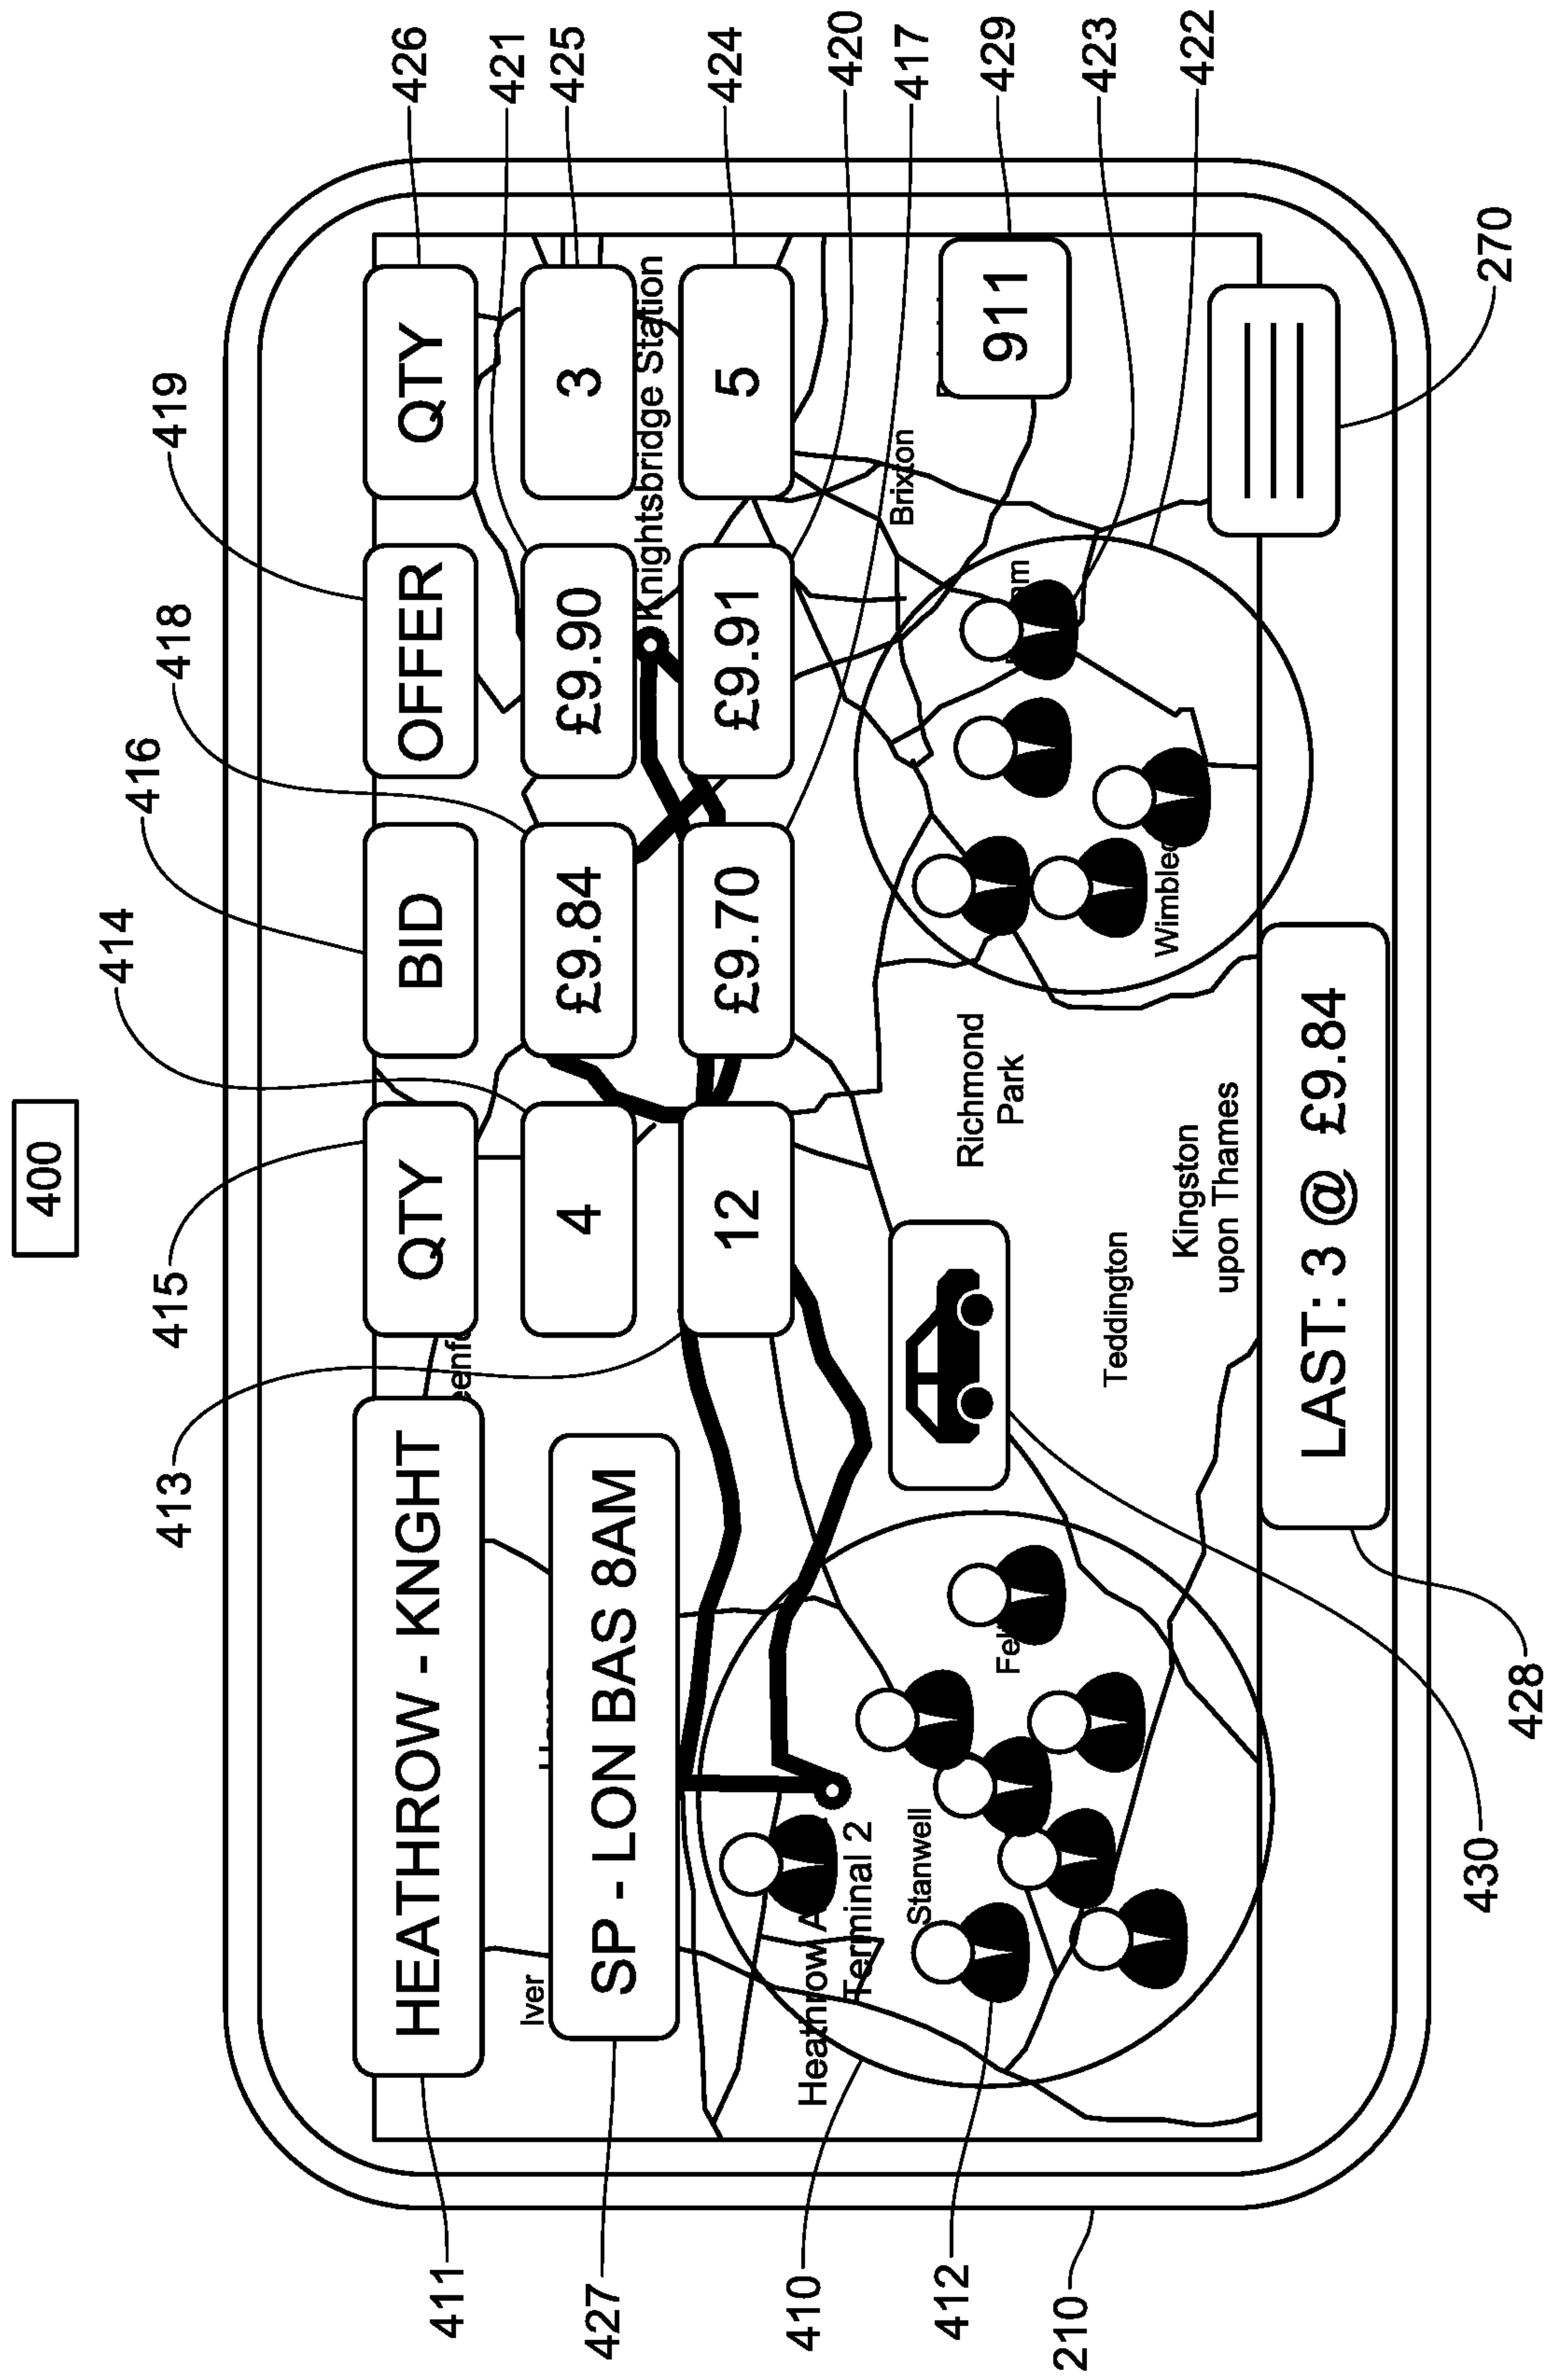 400
413
415
414
416
418
419
HEATHROW - KNGHT
QTY
BID
OFFER
QTY
426
421
SP - LON BAS 8AM
4
£9.84
£9.90
3
425
Iver
Knightsbridge Station
12
£9.70
£9.91
5
424
420
417
Terminal 2
Stanwell
Brixton
Richmond
Park
911
429
423
422
Teddington
Kingston
upon Thames
LAST: 3 @ £9.84
270
411
427
410
412
210
430
428